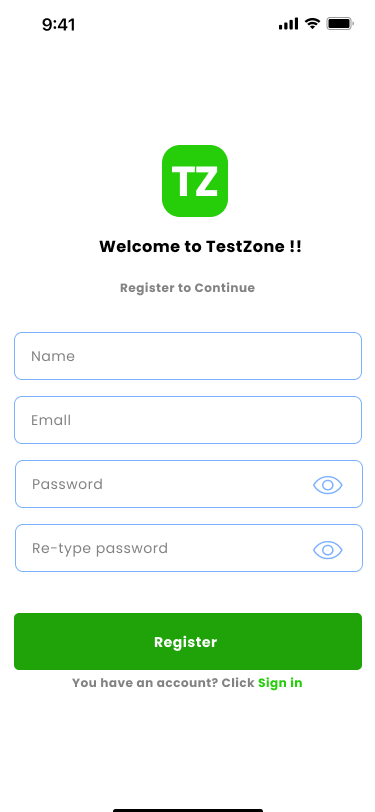 9:41
TZ
Welcome to TestZone !!
Register to Continue
Name
Emall
Password
Re-type password
Register
You have an account? Click Sign in